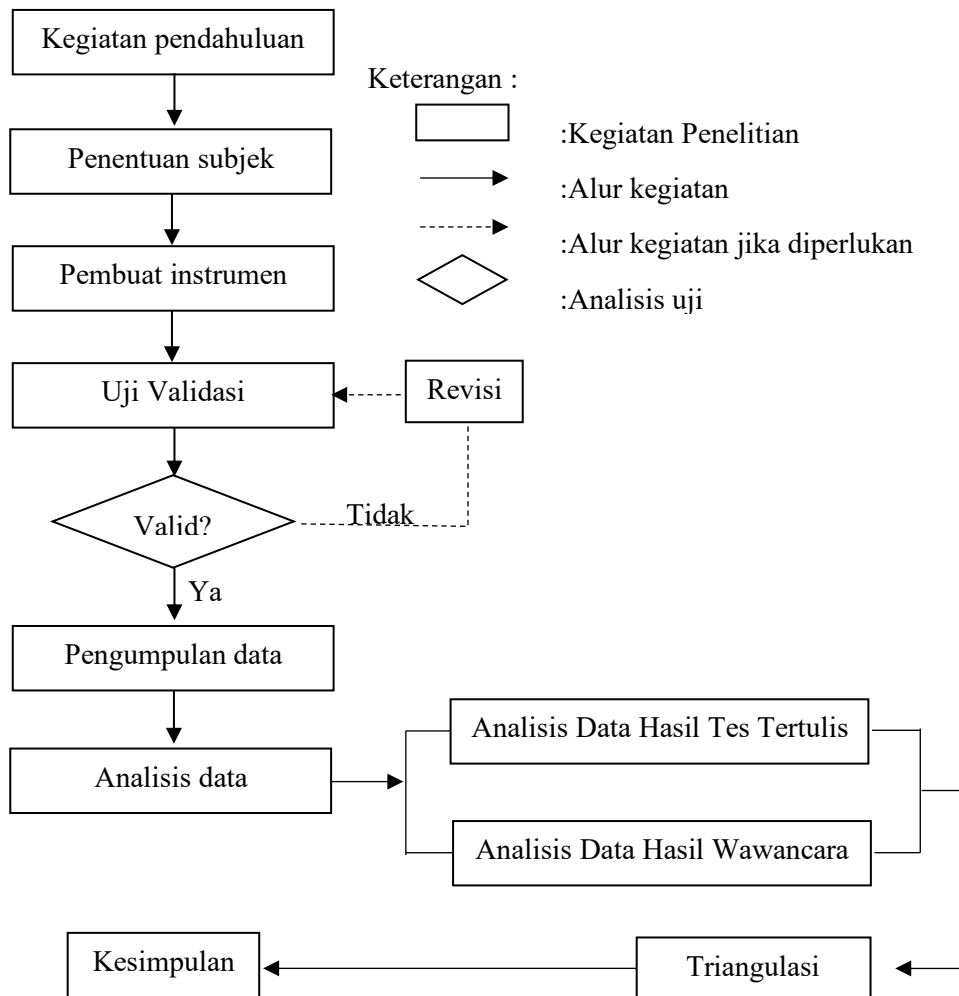 Kegiatan pendahuluan
Penentuan subjek
Pembuat instrumen
Uji Validasi
Revisi
Valid?
Tidak
Ya
Pengumpulan data
Analisis data
Analisis Data Hasil Tes Tertulis
Analisis Data Hasil Wawancara
Triangulasi
Kesimpulan
Keterangan :
:Kegiatan Penelitian
:Alur kegiatan
:Alur kegiatan jika diperlukan
:Analisis uji